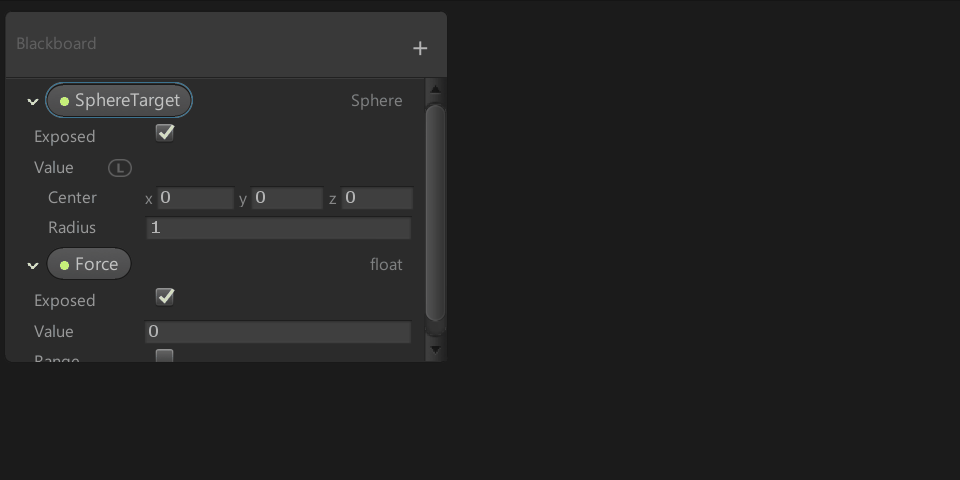 Blackboard
SphereTarget Sphere
Exposed
Value L
Center x 0 y 0 z 0
Radius 1
Force float
Exposed
Value 0
Range